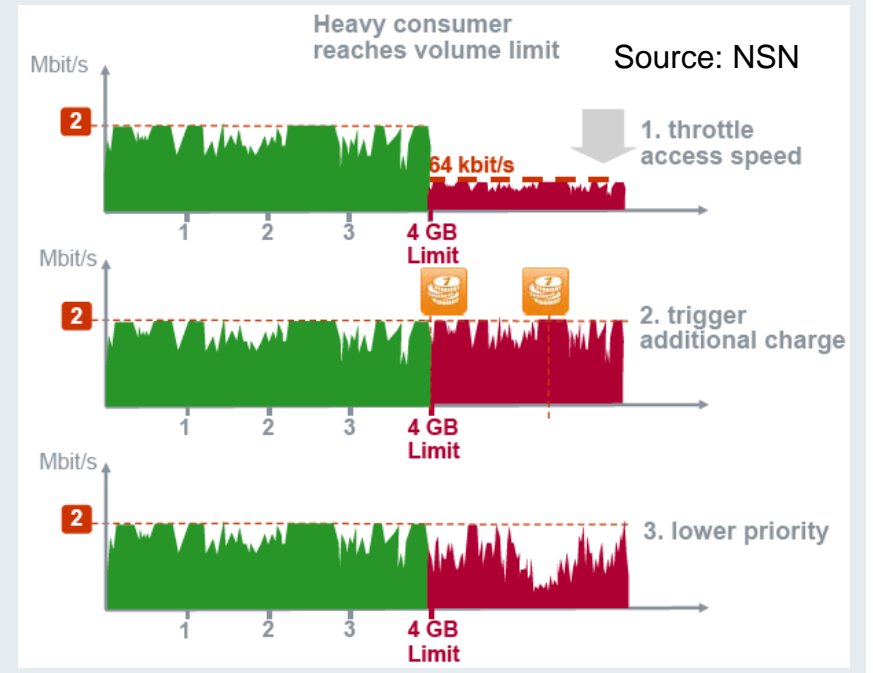 Heavy consumer
reaches volume limit
Source: NSN
Mbit/s
2
64 kbit/s
1. throttle
access speed
1 2 3 4 GB
Limit
Mbit/s
2
2. trigger
additional charge
1 2 3 4 GB
Limit
Mbit/s
2
3. lower priority
1 2 3 4 GB
Limit